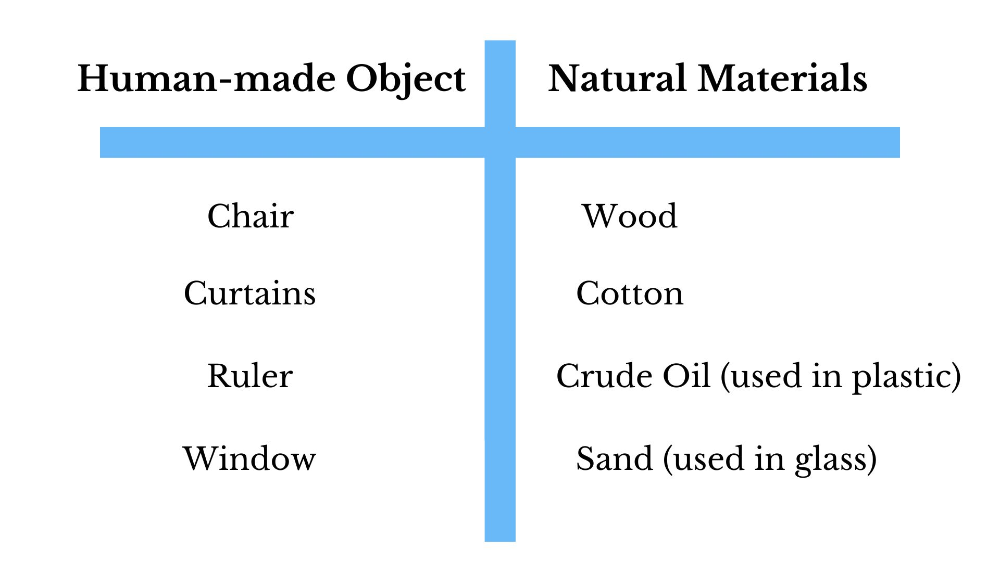 Human-made Object Natural Materials
Chair Wood
Curtains Cotton
Ruler Crude Oil (used in plastic)
Window Sand (used in glass)